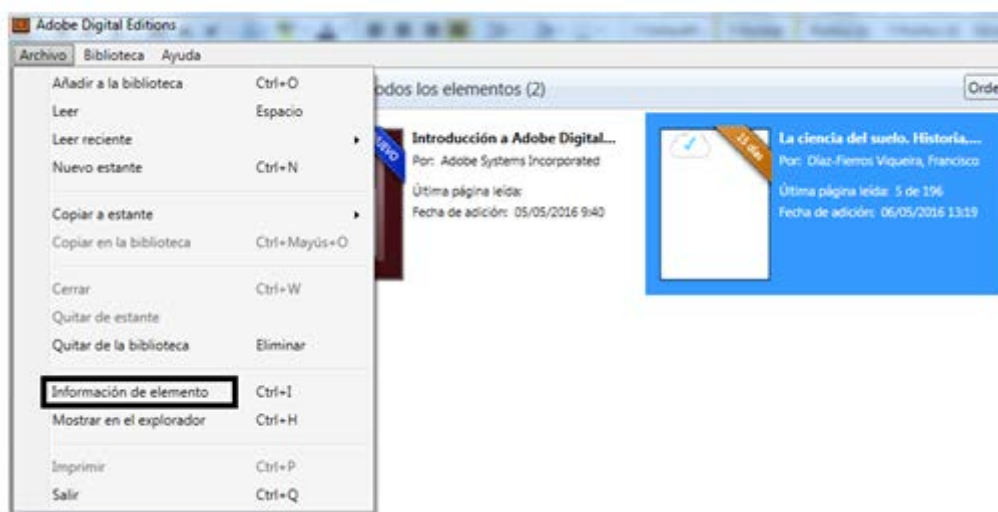 Adobe Digital Editions
Archivo Biblioteca Ayuda
Añadir a la biblioteca Ctrl+O
Leer Espacio
Leer reciente
Nuevo estante Ctrl+N
Copiar a estante
Copiar en la biblioteca Ctrl+Mayús+O
Cerrar Ctrl+W
Quitar de estante
Quitar de la biblioteca Eliminar
Información de elemento Ctrl+I
Mostrar en el explorador Ctrl+H
Imprimir Ctrl+P
Salir Ctrl+Q
odos los elementos (2)
Orde
UEVO
Introducción a Adobe Digital...
Por: Adobe Systems Incorporated
Última página leída:
Fecha de adición: 05/05/2016 9:40
días
La ciencia del suelo. Historia,...
Por: Díaz-Fierros Viqueira, Francisco
Última página leída: 5 de 196
Fecha de adición: 06/05/2016 13:19